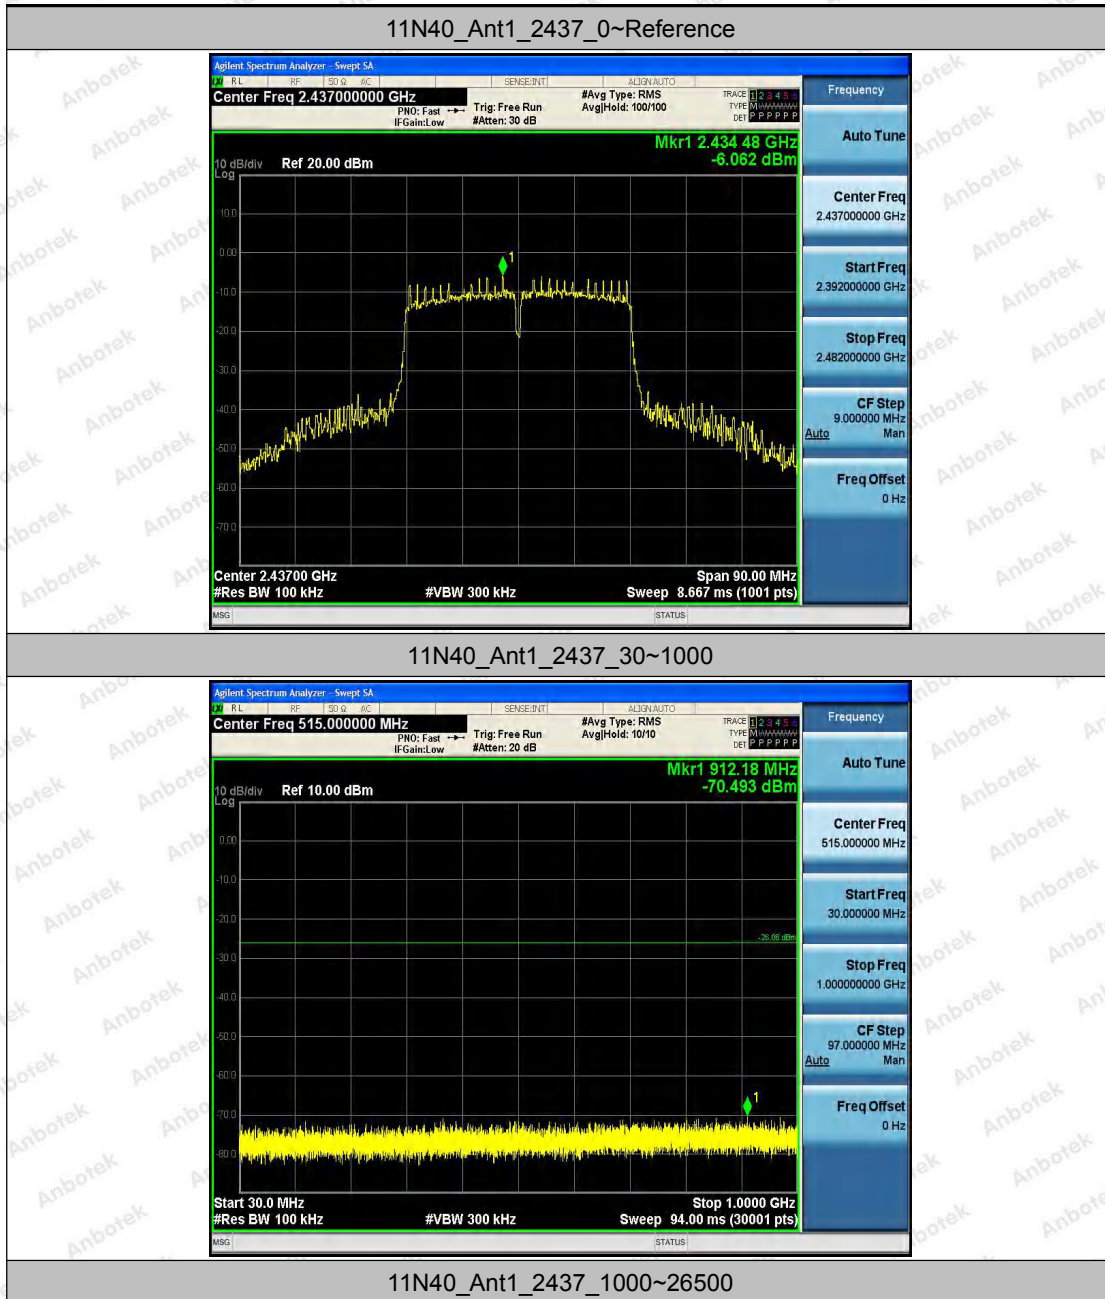 11N40_Ant1_2437_0~Reference
Agilent Spectrum Analyzer - Swept SA
RL RF 50 Ω AC SENSE:INT ALIGN AUTO
Center Freq 2.437000000 GHz
PNO: Fast
IFGain:Low
Trig: Free Run
#Atten: 30 dB
#Avg Type: RMS
Avg|Hold: 100/100
TRACE 1 2 3 4 5 6
TYPE M
DET P P P P P P
Mkr1 2.434 48 GHz
-6.062 dBm
10 dB/div Ref 20.00 dBm
Log
10.0
0.00
-10.0
-20.0
-30.0
-40.0
-50.0
-60.0
-70.0
1
Center 2.43700 GHz Span 90.00 MHz
#Res BW 100 kHz #VBW 300 kHz Sweep 8.667 ms (1001 pts)
MSG STATUS
Frequency
Auto Tune
Center Freq
2.437000000 GHz
Start Freq
2.392000000 GHz
Stop Freq
2.482000000 GHz
CF Step
9.000000 MHz
Auto Man
Freq Offset
0 Hz
11N40_Ant1_2437_30~1000
Agilent Spectrum Analyzer - Swept SA
RL RF 50 Ω AC SENSE:INT ALIGN AUTO
Center Freq 515.000000 MHz
PNO: Fast
IFGain:Low
Trig: Free Run
#Atten: 20 dB
#Avg Type: RMS
Avg|Hold: 10/10
TRACE 1 2 3 4 5 6
TYPE M
DET P P P P P P
Mkr1 912.18 MHz
-70.493 dBm
10 dB/div Ref 10.00 dBm
Log
0.00
-10.0
-20.0
-30.0
-40.0
-50.0
-60.0
-70.0
-80.0
-26.06 dBm
1
Start 30.0 MHz Stop 1.0000 GHz
#Res BW 100 kHz #VBW 300 kHz Sweep 94.00 ms (30001 pts)
MSG STATUS
Frequency
Auto Tune
Center Freq
515.000000 MHz
Start Freq
30.000000 MHz
Stop Freq
1.000000000 GHz
CF Step
97.000000 MHz
Auto Man
Freq Offset
0 Hz
11N40_Ant1_2437_1000~26500
Anbotek